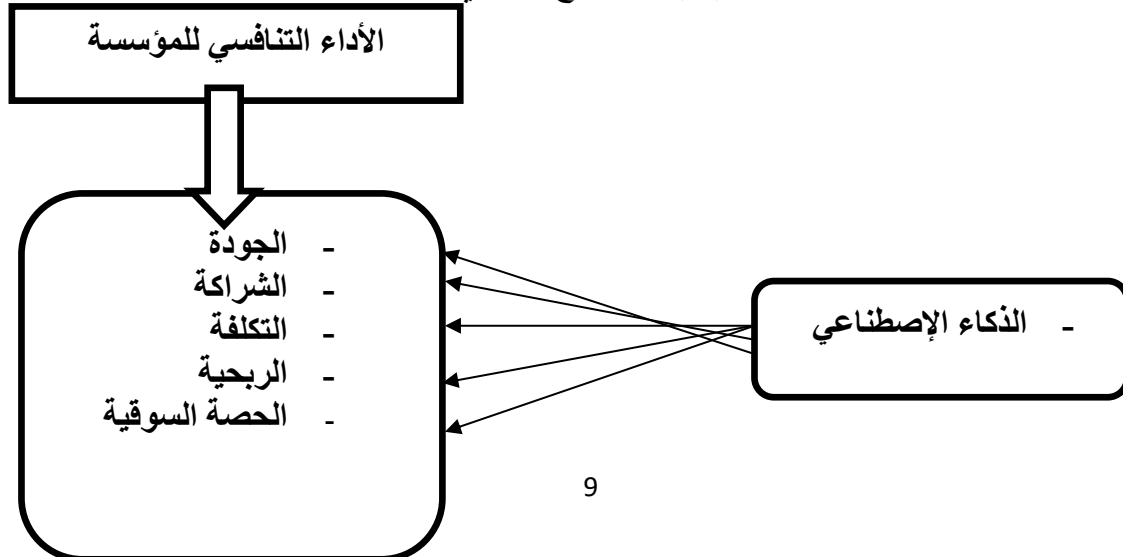 الأداء التنافسي للمؤسسة
- الجودة
- الشراكة
- التكلفة
- الربحية
- الحصة السوقية
- الذكاء الإصطناعي
9